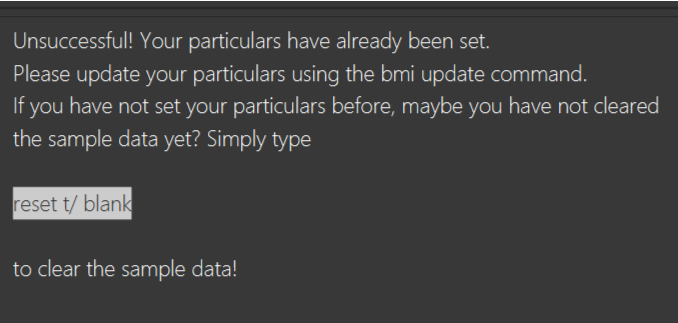 Unsuccessful! Your particulars have already been set.
Please update your particulars using the bmi update command.
If you have not set your particulars before, maybe you have not cleared
the sample data yet? Simply type
reset t/ blank
to clear the sample data!